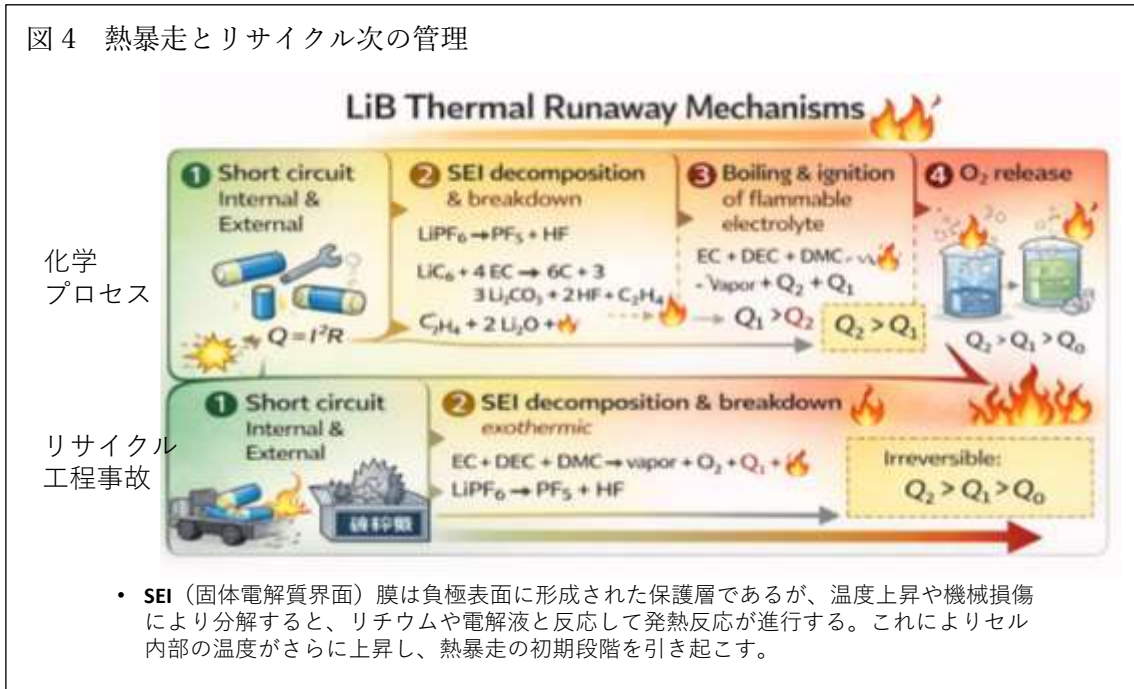 図４ 熱暴走とリサイクル次の管理
LiB Thermal Runaway Mechanisms
化学
プロセス
1 Short circuit
Internal &
External
Q = I²R
2 SEI decomposition
& breakdown
LiPF₆→PF₅ + HF
LiC₆ + 4 EC → 6C + 3
3 Li₂CO₃ + 2 HF + C₂H₄
C₂H₄ + 2 Li₂O +
3 Boiling & ignition
of flammable
electrolyte
EC + DEC + DMC
- Vapor + Q₂ + Q₁
Q₁ > Q₂
Q₂ > Q₁
4 O₂ release
Q₂ > Q₁ > Q₀
リサイクル
工程事故
1 Short circuit
Internal &
External
2 SEI decomposition & breakdown
exothermic
EC + DEC + DMC→ vapor + O₂ + Q₁ +
LiPF₆ → PF₅ + HF
Irreversible:
Q₂ > Q₁ > Q₀
• SEI（固体電解質界面）膜は負極表面に形成された保護層であるが、温度上昇や機械損傷
により分解すると、リチウムや電解液と反応して発熱反応が進行する。これによりセル
内部の温度がさらに上昇し、熱暴走の初期段階を引き起こす。